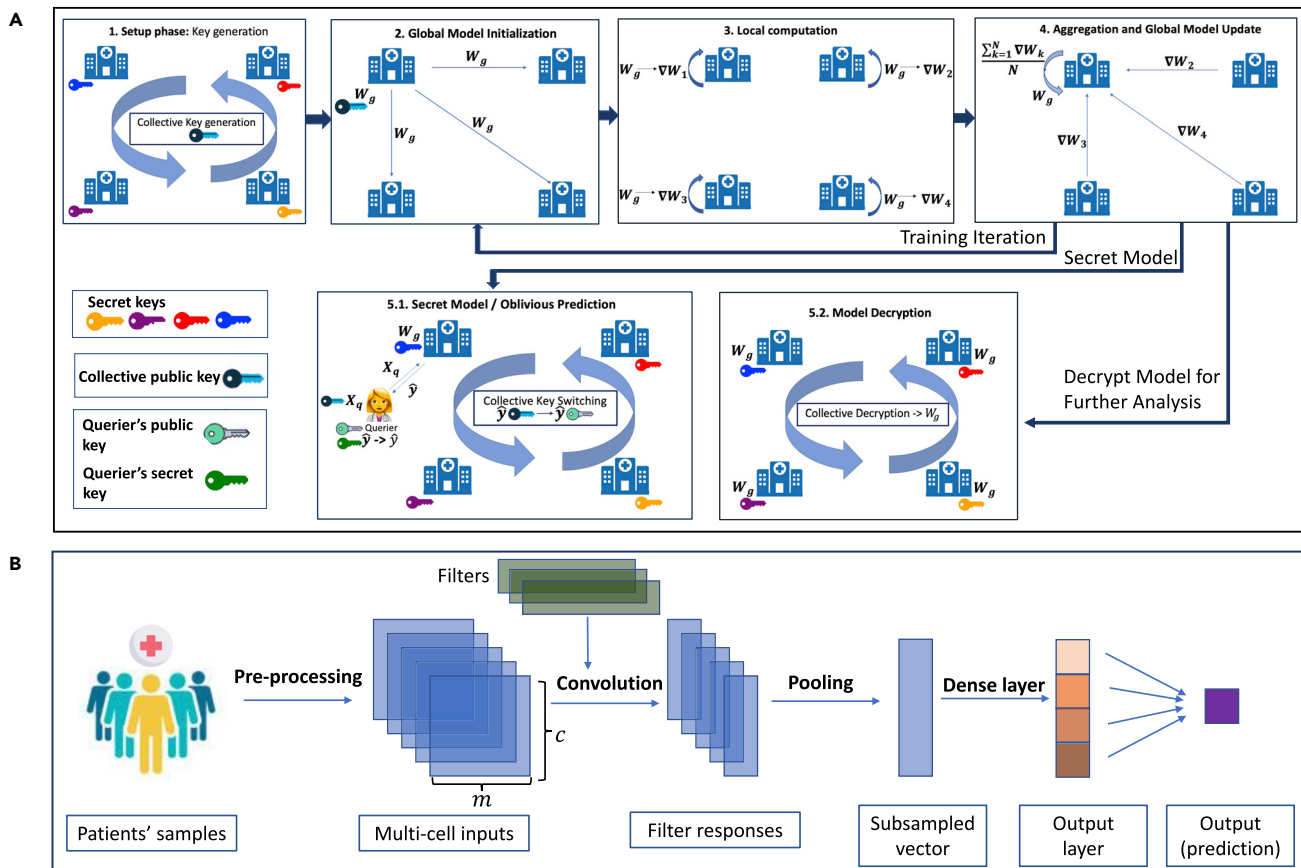 A
1. Setup phase: Key generation
Collective Key generation
2. Global Model Initialization
W_g
W_g
W_g
W_g
3. Local computation
W_g → ∇W_1
W_g → ∇W_2
W_g → ∇W_3
W_g → ∇W_4
4. Aggregation and Global Model Update
∑_{k=1}^{N} ∇W_k
N
W_g
∇W_2
∇W_3
∇W_4
Training Iteration
Secret Model
Decrypt Model for
Further Analysis
Secret keys
Collective public key
Querier's public
key
Querier's secret
key
5.1. Secret Model / Oblivious Prediction
W_g
X_q
ŷ
X_q
Querier
ŷ -> ŷ
Collective Key Switching
ŷ → ŷ
5.2. Model Decryption
W_g
W_g
Collective Decryption -> W_g
W_g
W_g
B
Filters
Pre-processing
Convolution
Pooling
Dense layer
c
m
Patients' samples
Multi-cell inputs
Filter responses
Subsampled
vector
Output
layer
Output
(prediction)